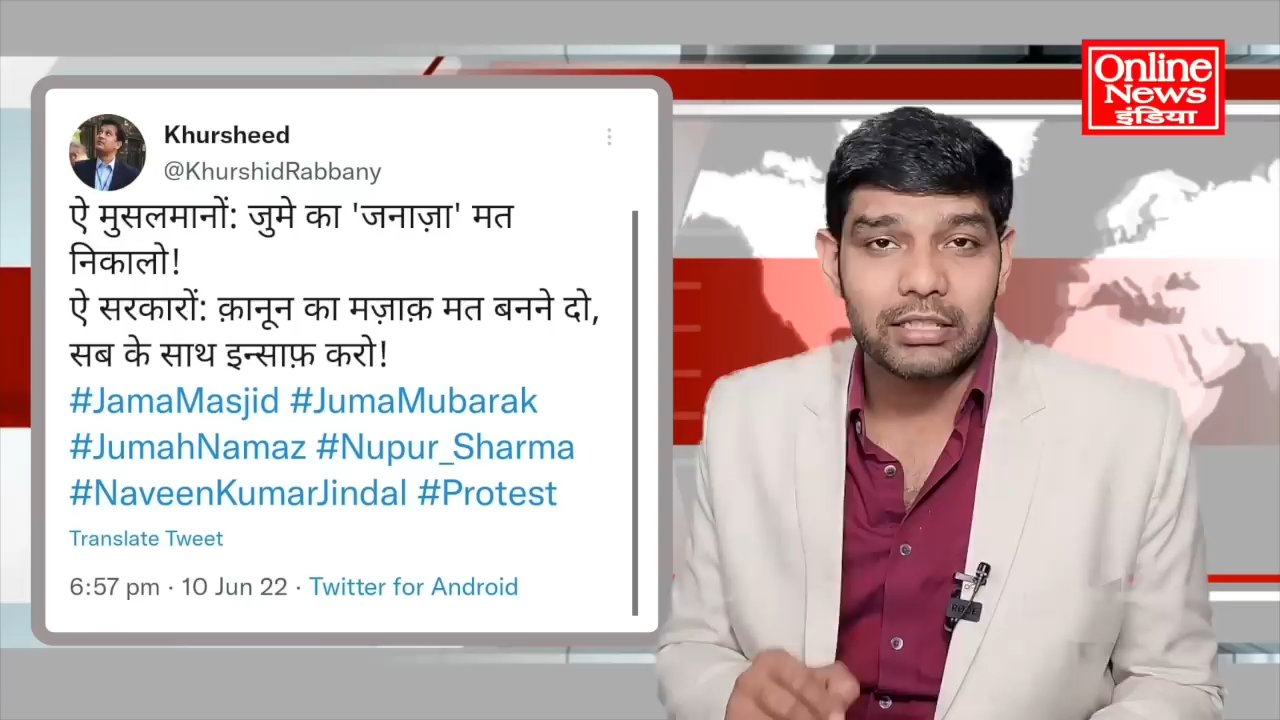 Khursheed
@KhurshidRabbany
ऐ मुसलमानों: जुमे का 'जनाज़ा' मत
निकालो!
ऐ सरकारों: क़ानून का मज़ाक़ मत बनने दो,
सब के साथ इन्साफ़ करो!
#JamaMasjid #JumaMubarak
#JumahNamaz #Nupur_Sharma
#NaveenKumarJindal #Protest
Translate Tweet
6:57 pm · 10 Jun 22 · Twitter for Android
Online
News
इंडिया
RODE